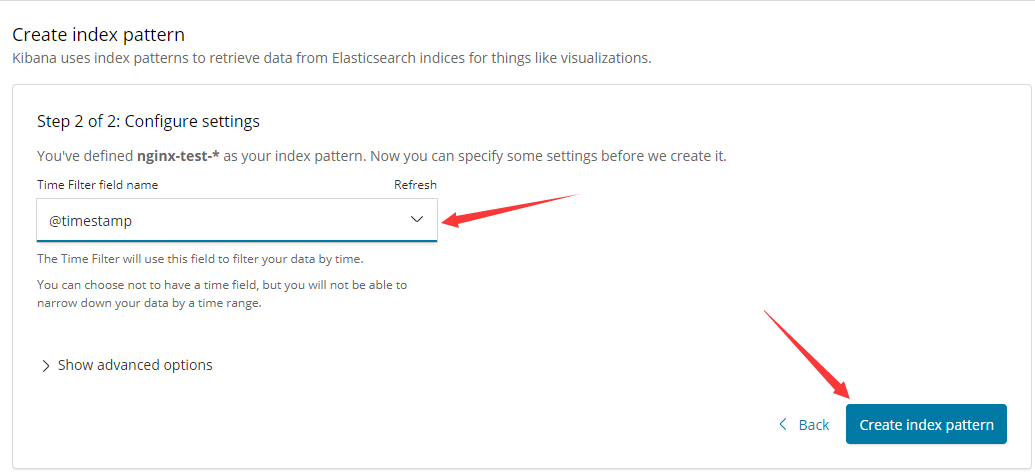 Create index pattern
Kibana uses index patterns to retrieve data from Elasticsearch indices for things like visualizations.
Step 2 of 2: Configure settings
You've defined nginx-test-* as your index pattern. Now you can specify some settings before we create it.
Time Filter field name Refresh
@timestamp
The Time Filter will use this field to filter your data by time.
You can choose not to have a time field, but you will not be able to
narrow down your data by a time range.
Show advanced options
Back Create index pattern